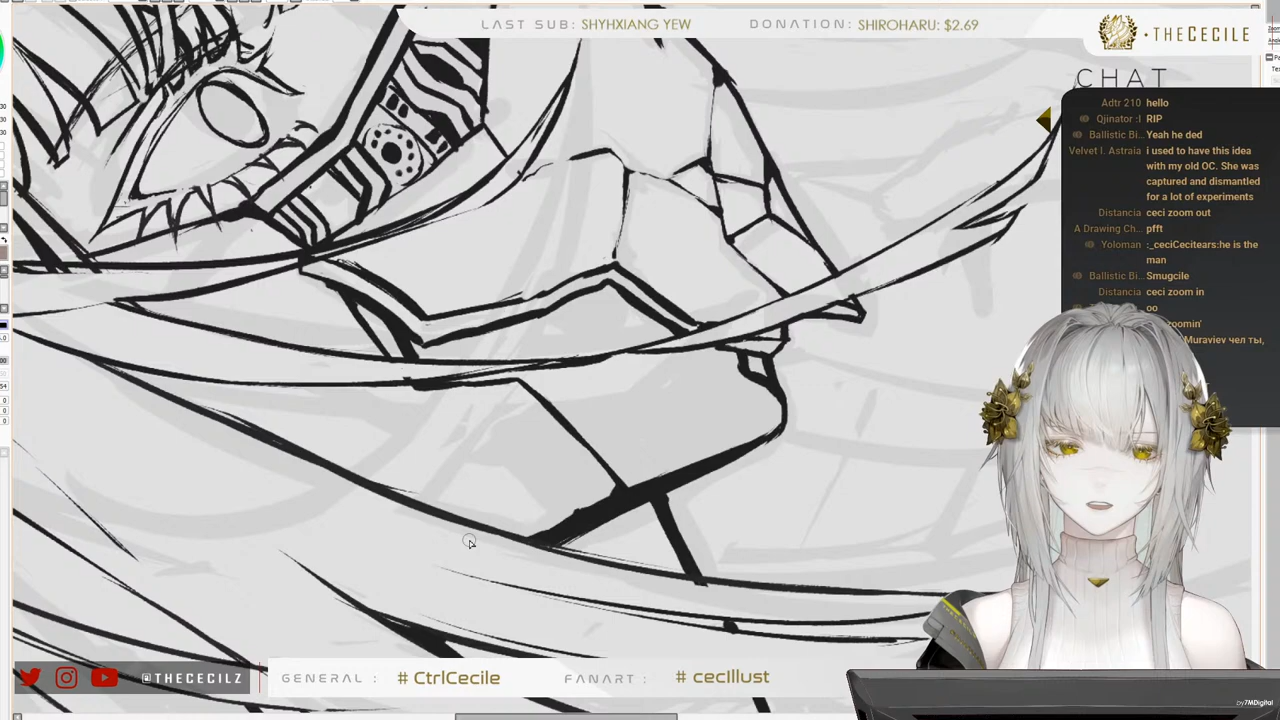 LAST SUB: SHYHXIANG YEW
DONATION: SHIROHARU: $2.69
· THECECILE
CHAT
Adtr 210 hello
Qjinator :l RIP
Ballistic Bi... Yeah he ded
Velvet I. Astraia i used to have this idea
with my old OC. She was
captured and dismantled
for a lot of experiments
Distancia ceci zoom out
A Drawing Ch... pfft
Yoloman :_ceciCecitears:he is the
man
Ballistic Bi... Smugcile
Distancia ceci zoom in
oo
zoomin'
Muraviev чел ты,
@THECECILZ
GENERAL : # CtrlCecile
FANART : # cecIllust
by7MDigital